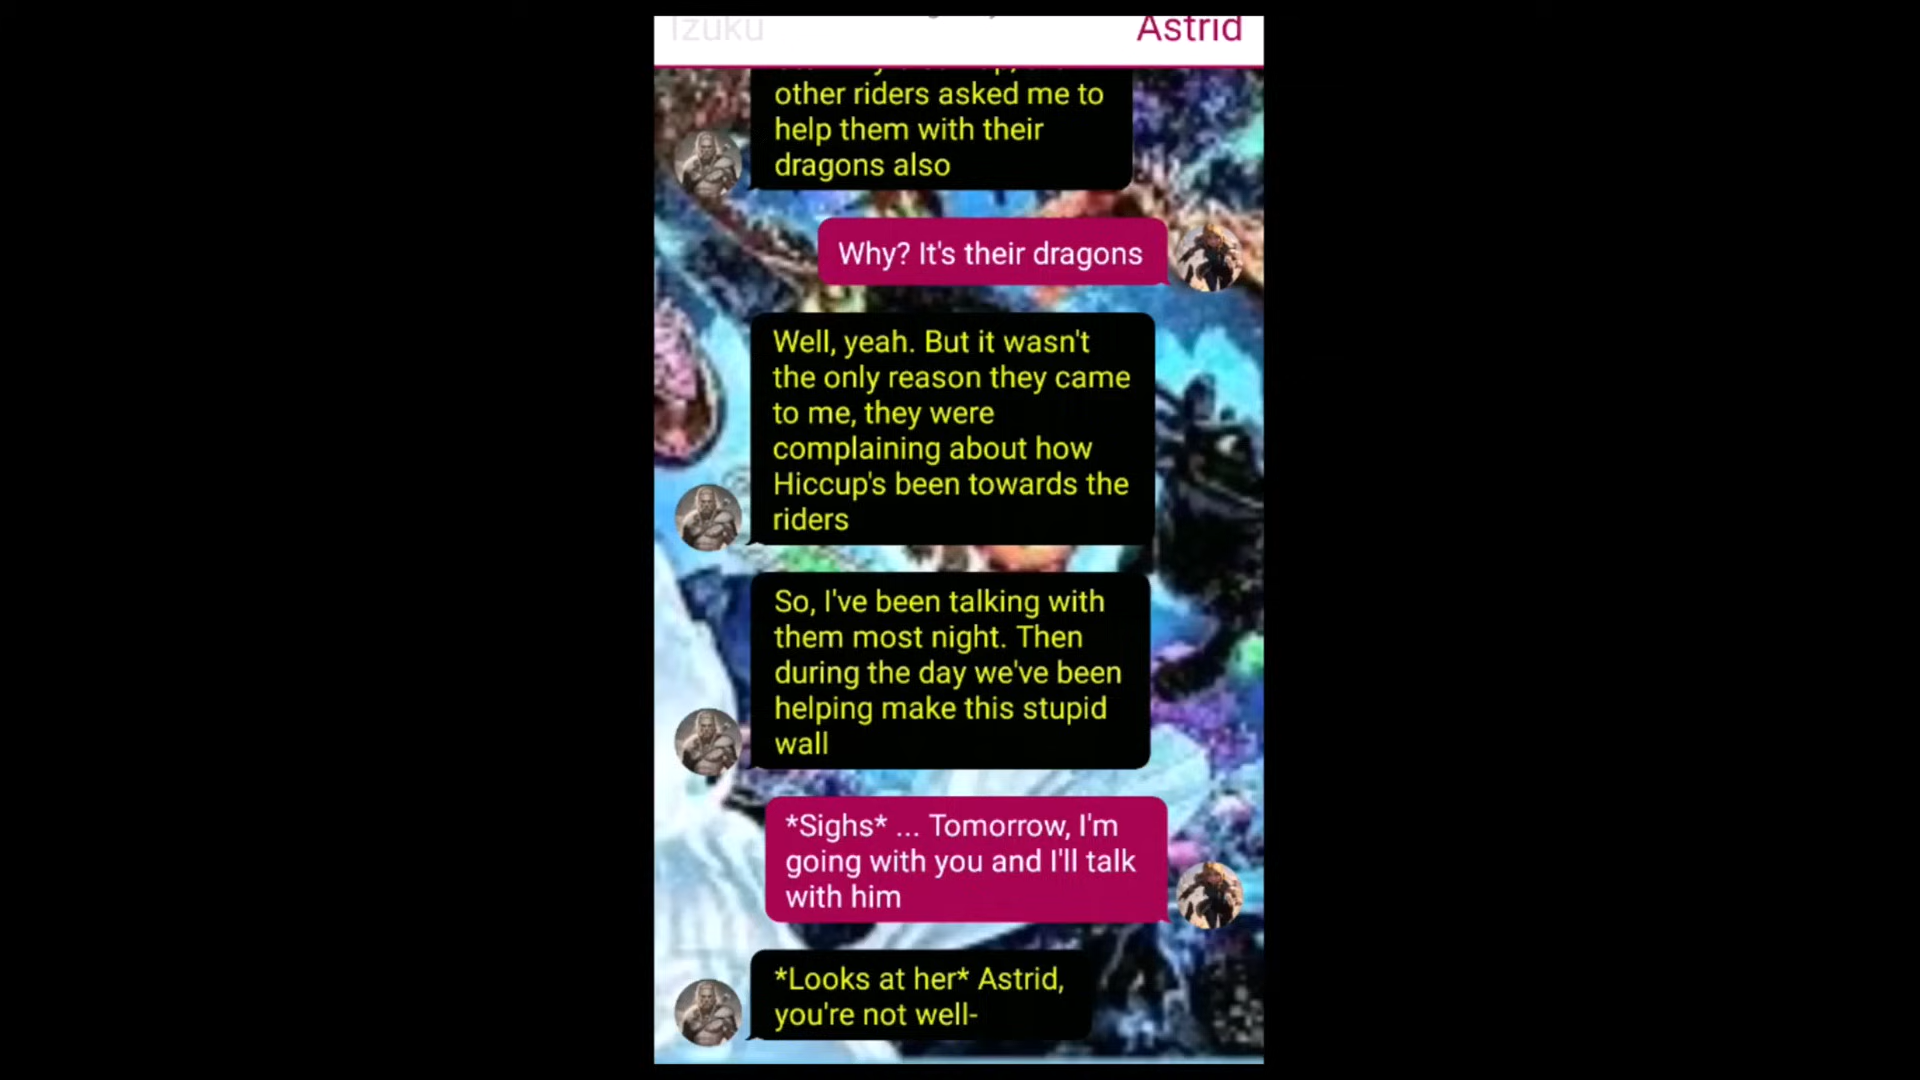 Izuku
Astrid
other riders asked me to
help them with their
dragons also
Why? It's their dragons
Well, yeah. But it wasn't
the only reason they came
to me, they were
complaining about how
Hiccup's been towards the
riders
So, I've been talking with
them most night. Then
during the day we've been
helping make this stupid
wall
*Sighs* ... Tomorrow, I'm
going with you and I'll talk
with him
*Looks at her* Astrid,
you're not well-